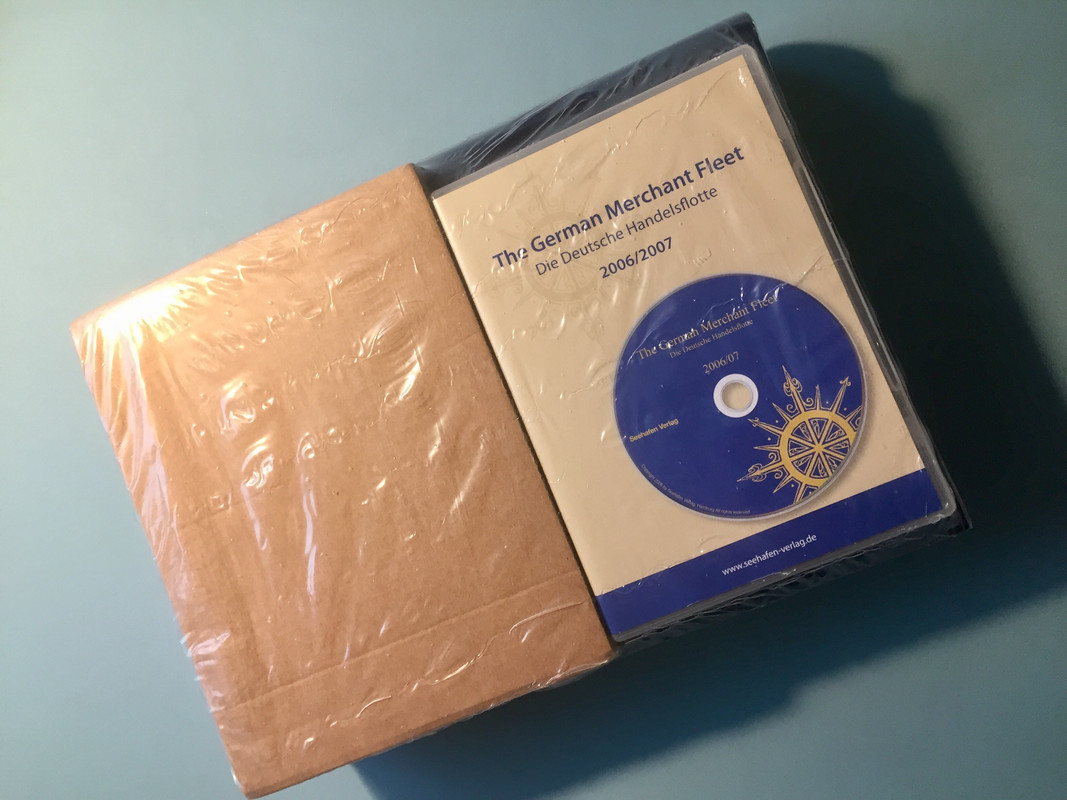 The German Merchant Fleet
Die Deutsche Handelsflotte
2006/2007
The German Merchant Fleet
Die Deutsche Handelsflotte
2006/07
Seehafen Verlag
www.seehafen-verlag.de